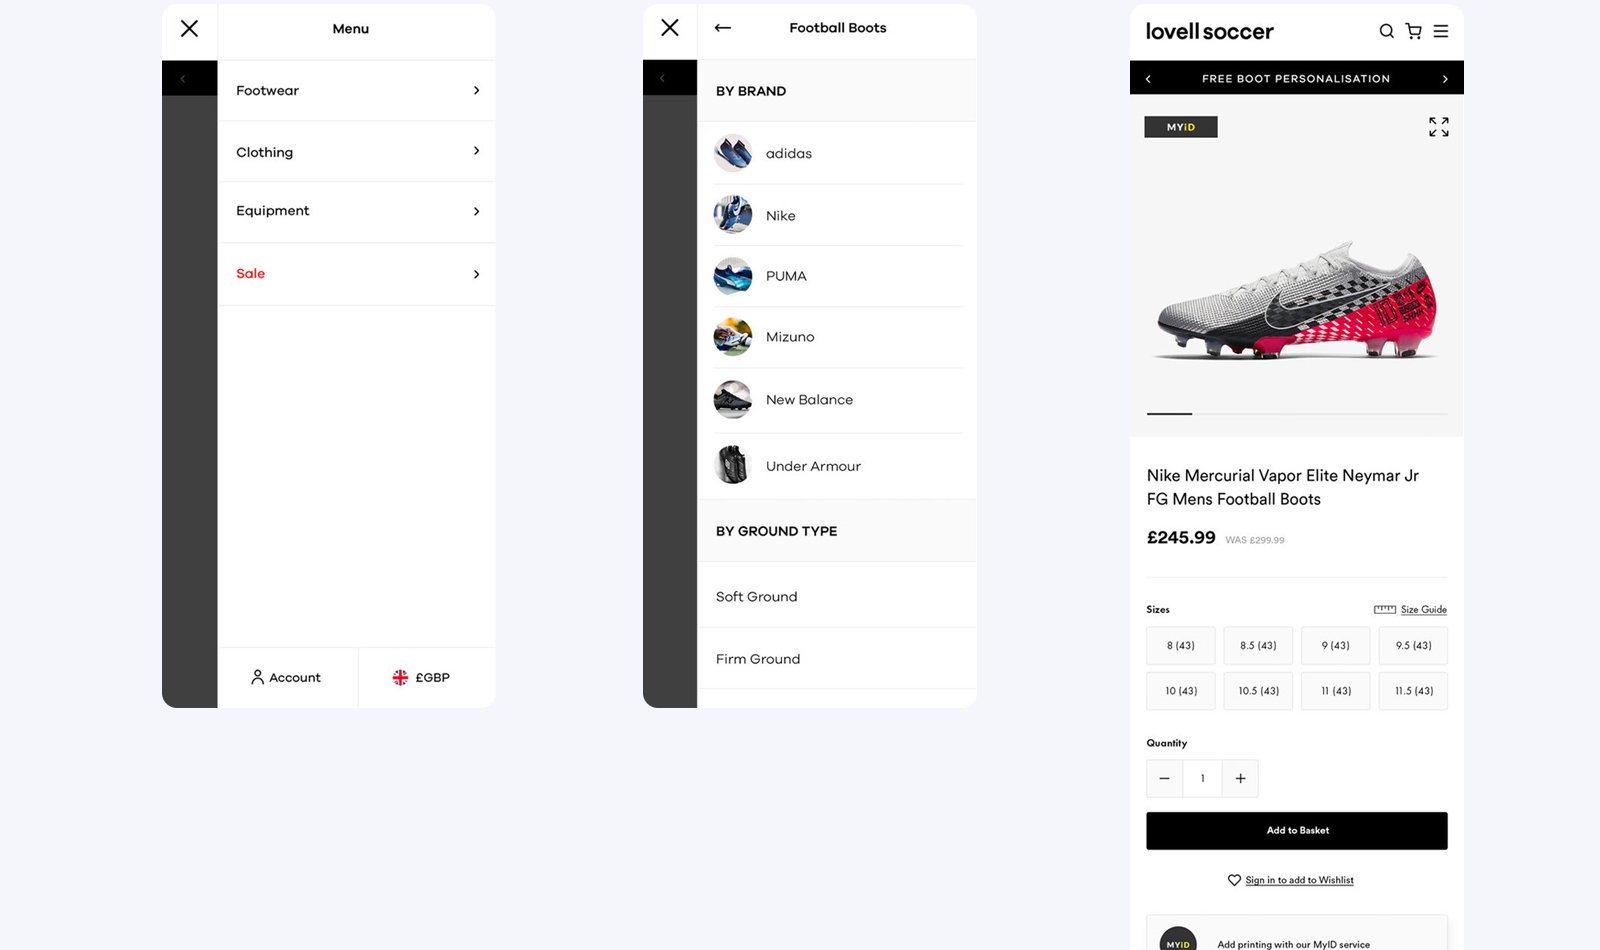 Menu
Footwear
Clothing
Equipment
Sale
Account
£GBP
Football Boots
BY BRAND
adidas
Nike
PUMA
Mizuno
New Balance
Under Armour
BY GROUND TYPE
Soft Ground
Firm Ground
lovell soccer
FREE BOOT PERSONALISATION
MYiD
Nike Mercurial Vapor Elite Neymar Jr
FG Mens Football Boots
£245.99 WAS £299.99
Sizes Size Guide
8 (43) 8.5 (43) 9 (43) 9.5 (43)
10 (43) 10.5 (43) 11 (43) 11.5 (43)
Quantity
1
Add to Basket
Sign in to add to Wishlist
MYiD Add printing with our MyID service